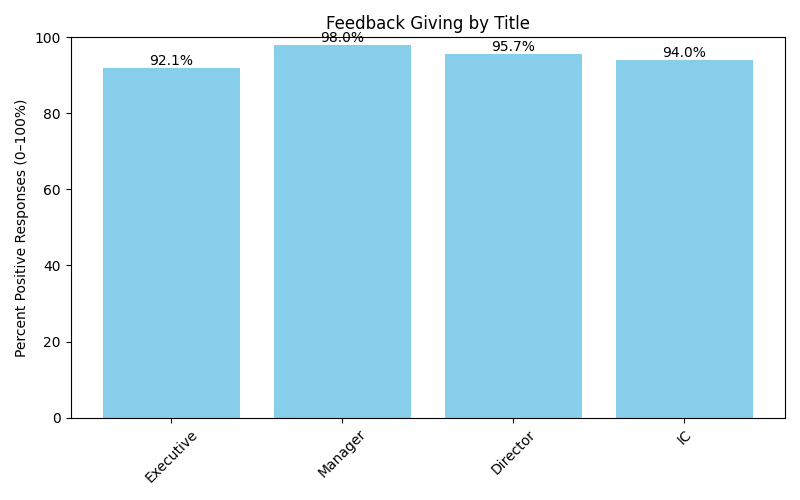 Feedback Giving by Title
Percent Positive Responses (0–100%)
100
80
60
40
20
0
92.1%
98.0%
95.7%
94.0%
Executive
Manager
Director
IC